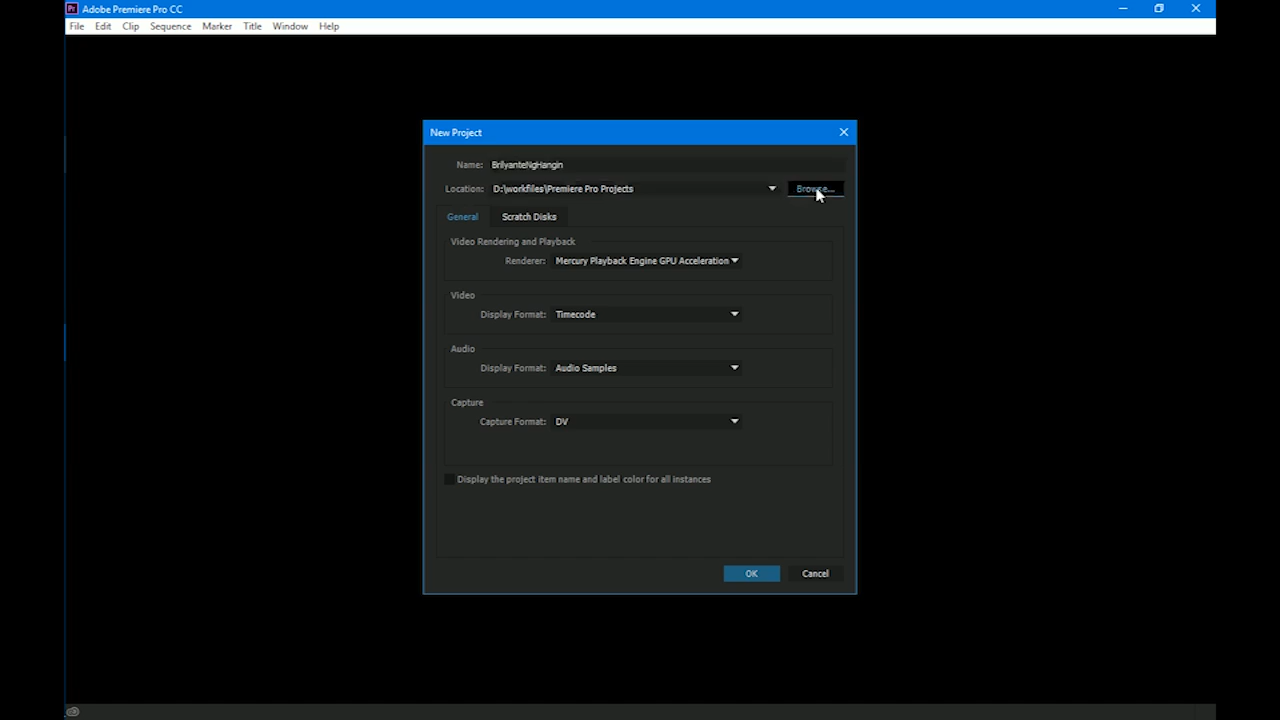 Adobe Premiere Pro CC
File Edit Clip Sequence Marker Title Window Help
New Project
Name: BrilyanteNgHangin
Location: D:\workfiles\Premiere Pro Projects Browse...
General Scratch Disks
Video Rendering and Playback
Renderer: Mercury Playback Engine GPU Acceleration
Video
Display Format: Timecode
Audio
Display Format: Audio Samples
Capture
Capture Format: DV
Display the project item name and label color for all instances
OK Cancel